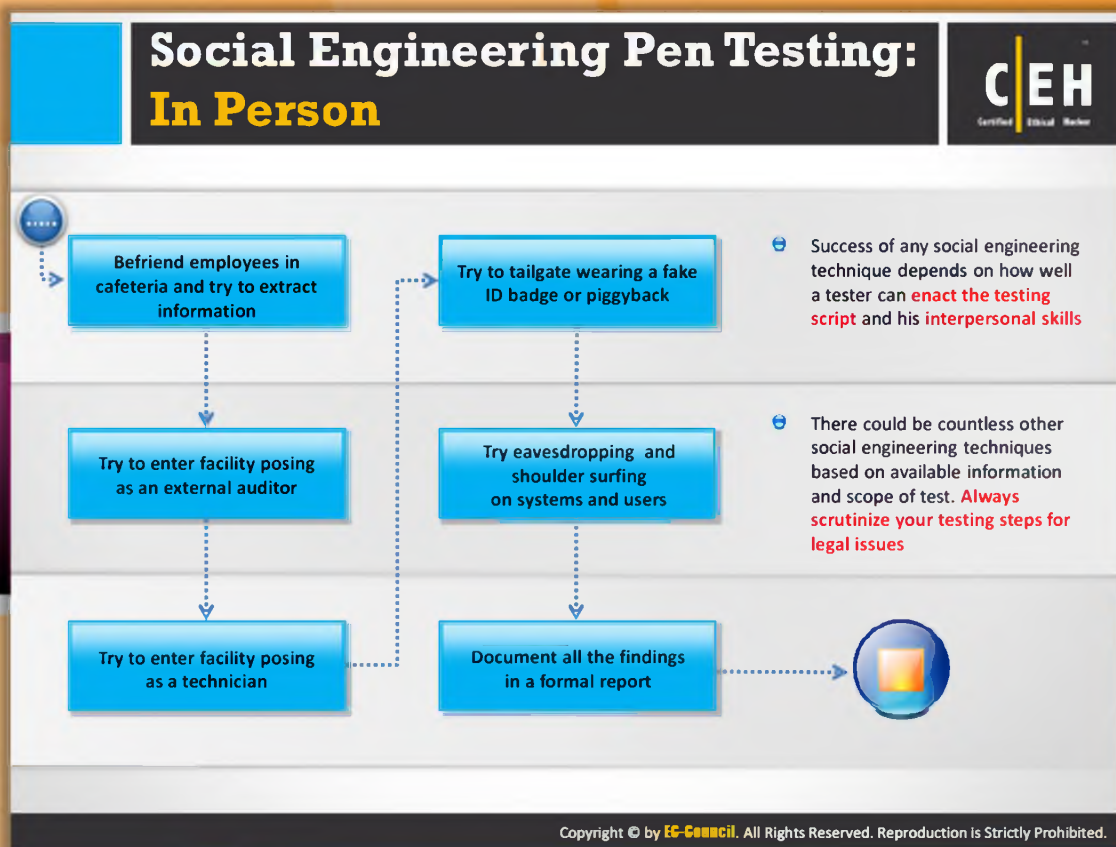 Social Engineering Pen Testing:
In Person
C|EH
Certified Ethical Hacker
Befriend employees in
cafeteria and try to extract
information
Try to enter facility posing
as an external auditor
Try to enter facility posing
as a technician
Try to tailgate wearing a fake
ID badge or piggyback
Try eavesdropping and
shoulder surfing
on systems and users
Document all the findings
in a formal report
Success of any social engineering
technique depends on how well
a tester can enact the testing
script and his interpersonal skills
There could be countless other
social engineering techniques
based on available information
and scope of test. Always
scrutinize your testing steps for
legal issues
Copyright © by EC-Council. All Rights Reserved. Reproduction is Strictly Prohibited.